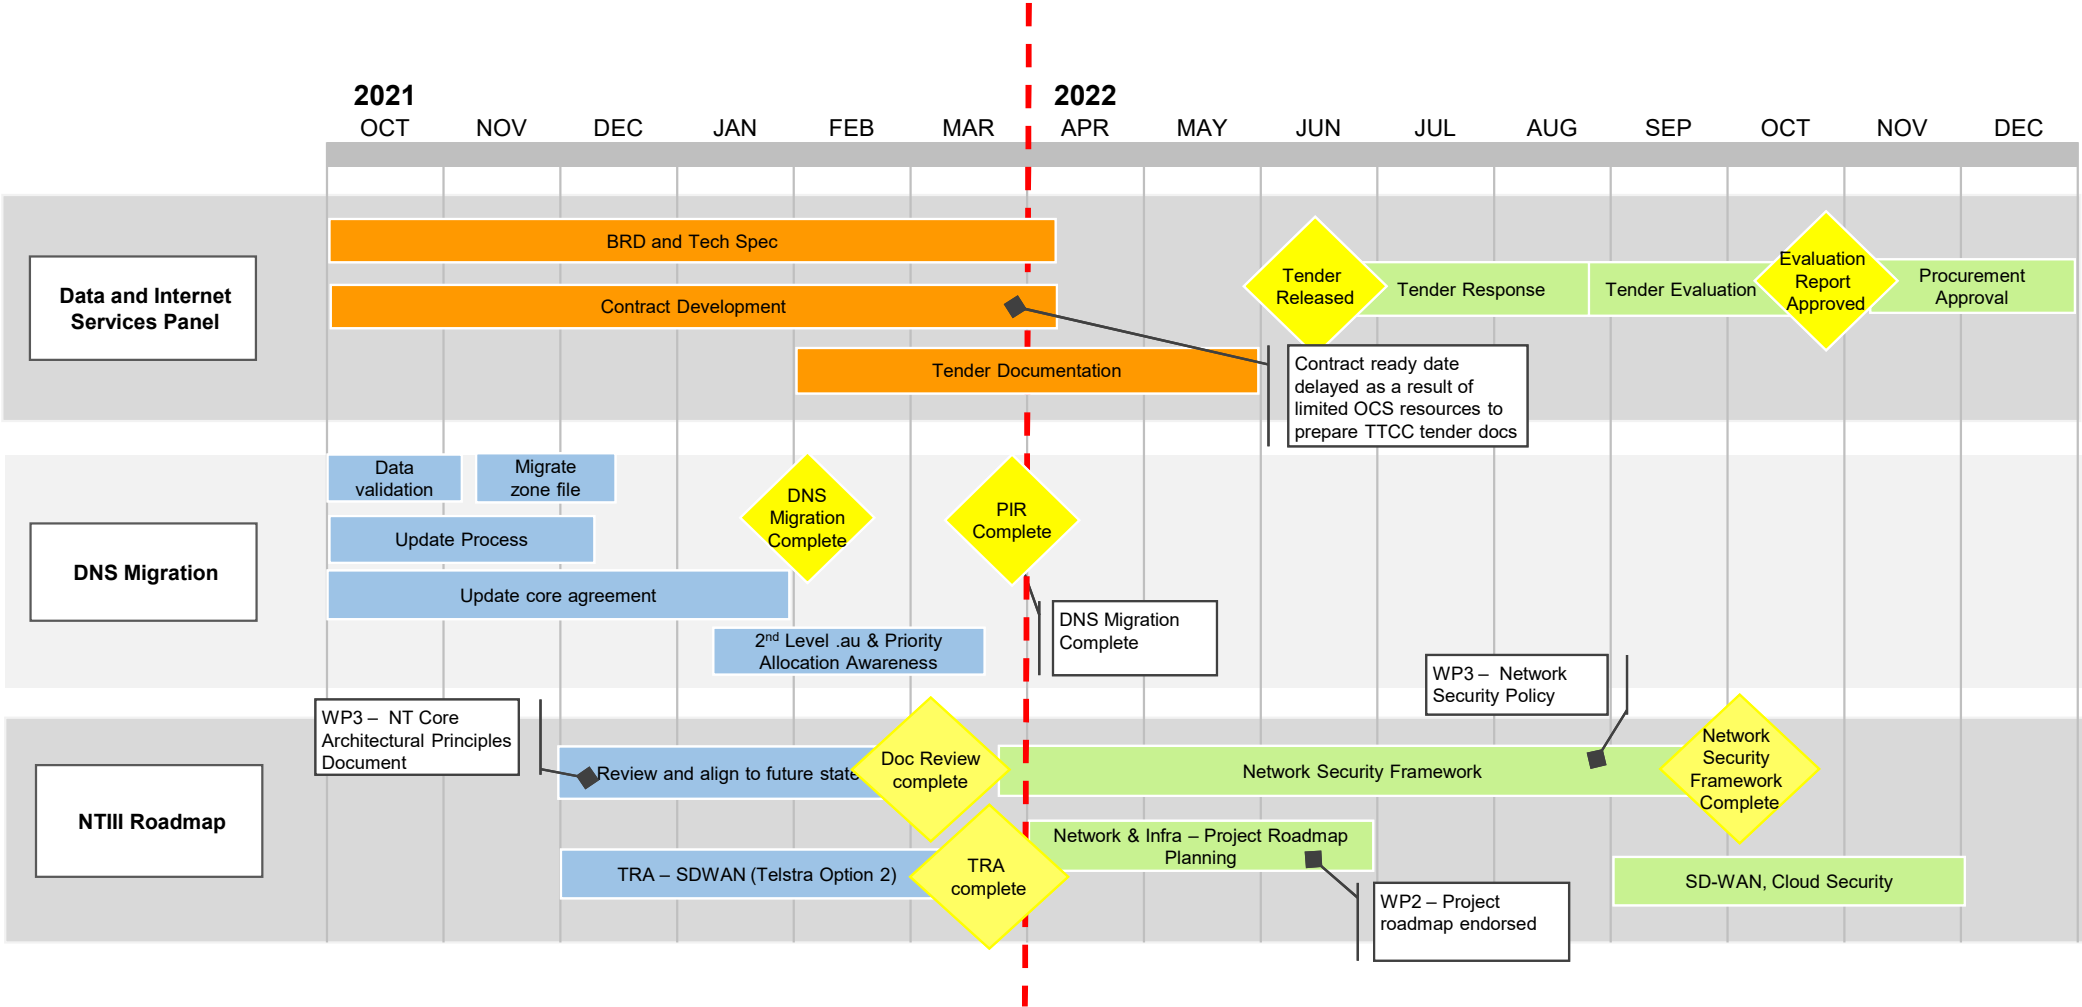 2021
2022
OCT NOV DEC JAN FEB MAR APR MAY JUN JUL AUG SEP OCT NOV DEC
Data and Internet
Services Panel
BRD and Tech Spec
Contract Development
Tender Documentation
Tender
Released
Tender Response
Tender Evaluation
Evaluation
Report
Approved
Procurement
Approval
Contract ready date
delayed as a result of
limited OCS resources to
prepare TTCC tender docs
DNS Migration
Data
validation
Migrate
zone file
Update Process
Update core agreement
2nd Level .au & Priority
Allocation Awareness
DNS
Migration
Complete
PIR
Complete
DNS Migration
Complete
NTIII Roadmap
WP3 – NT Core
Architectural Principles
Document
Review and align to future state
Doc Review
complete
Network Security Framework
WP3 – Network
Security Policy
Network
Security
Framework
Complete
TRA – SDWAN (Telstra Option 2)
TRA
complete
Network & Infra – Project Roadmap
Planning
WP2 – Project
roadmap endorsed
SD-WAN, Cloud Security